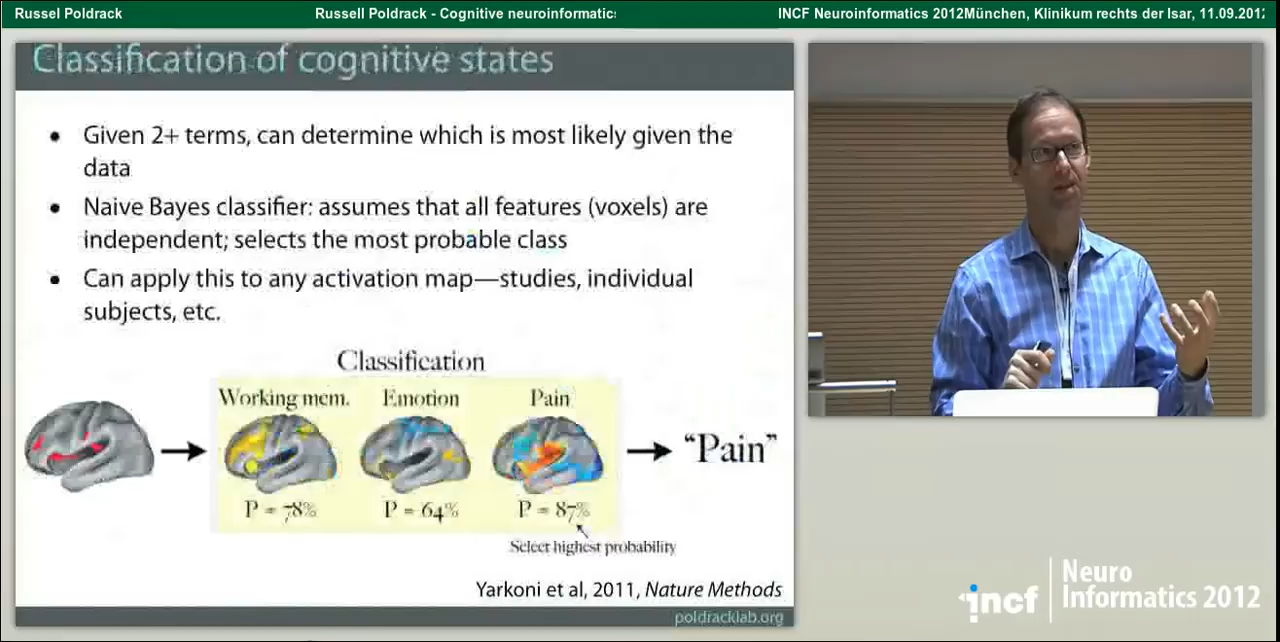 Russel Poldrack
Russell Poldrack - Cognitive neuroinformatics
INCF Neuroinformatics 2012München, Klinikum rechts der Isar, 11.09.2012
Classification of cognitive states
• Given 2+ terms, can determine which is most likely given the
data
• Naive Bayes classifier: assumes that all features (voxels) are
independent; selects the most probable class
• Can apply this to any activation map—studies, individual
subjects, etc.
Classification
Working mem. Emotion Pain
"Pain"
P = 78% P = 64% P = 87%
Select highest probability
Yarkoni et al, 2011, Nature Methods
poldracklab.org
incf
Neuro
Informatics 2012